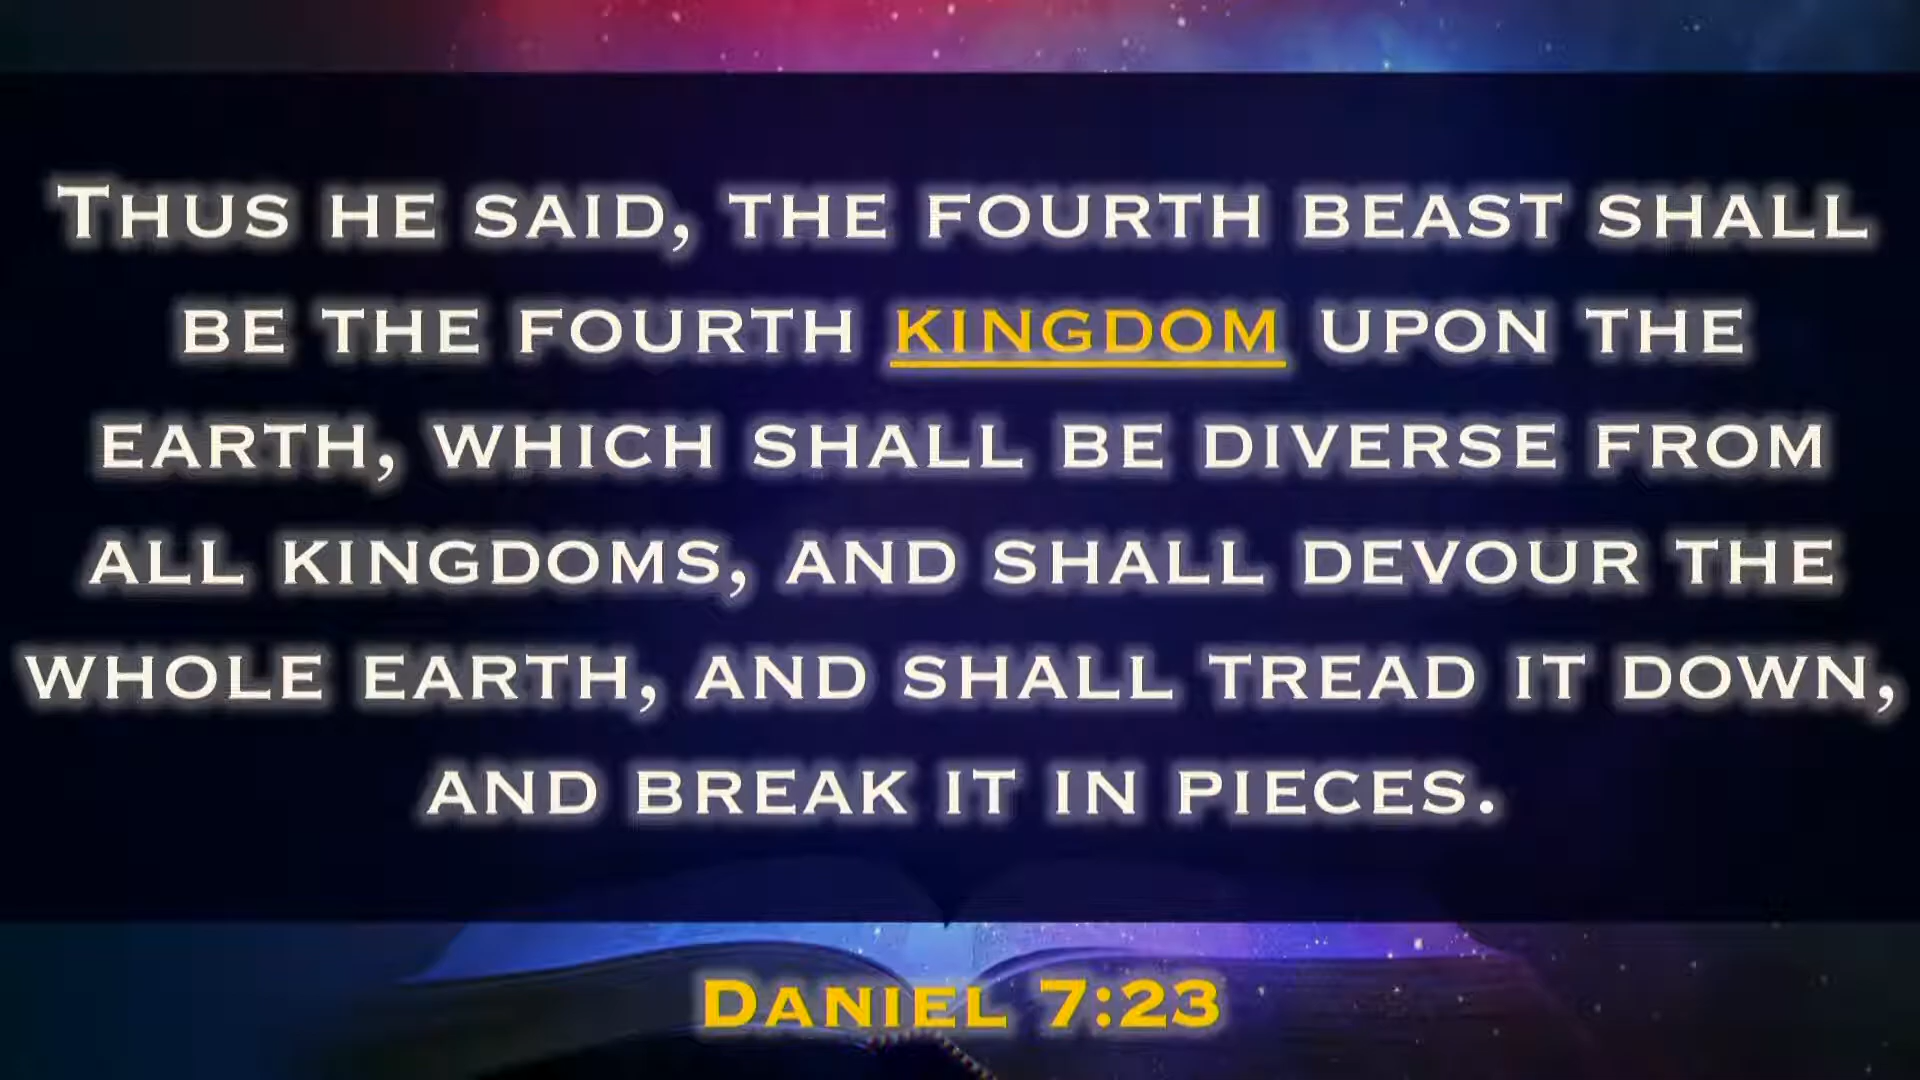 THUS HE SAID, THE FOURTH BEAST SHALL
BE THE FOURTH KINGDOM UPON THE
EARTH, WHICH SHALL BE DIVERSE FROM
ALL KINGDOMS, AND SHALL DEVOUR THE
WHOLE EARTH, AND SHALL TREAD IT DOWN,
AND BREAK IT IN PIECES.
DANIEL 7:23